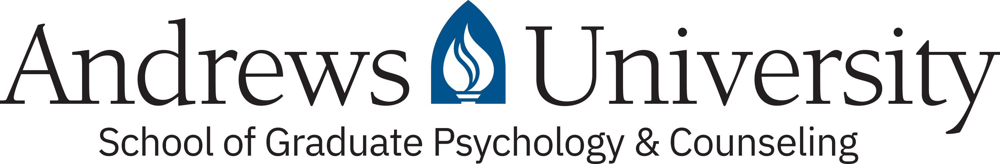 Andrews University
School of Graduate Psychology & Counseling